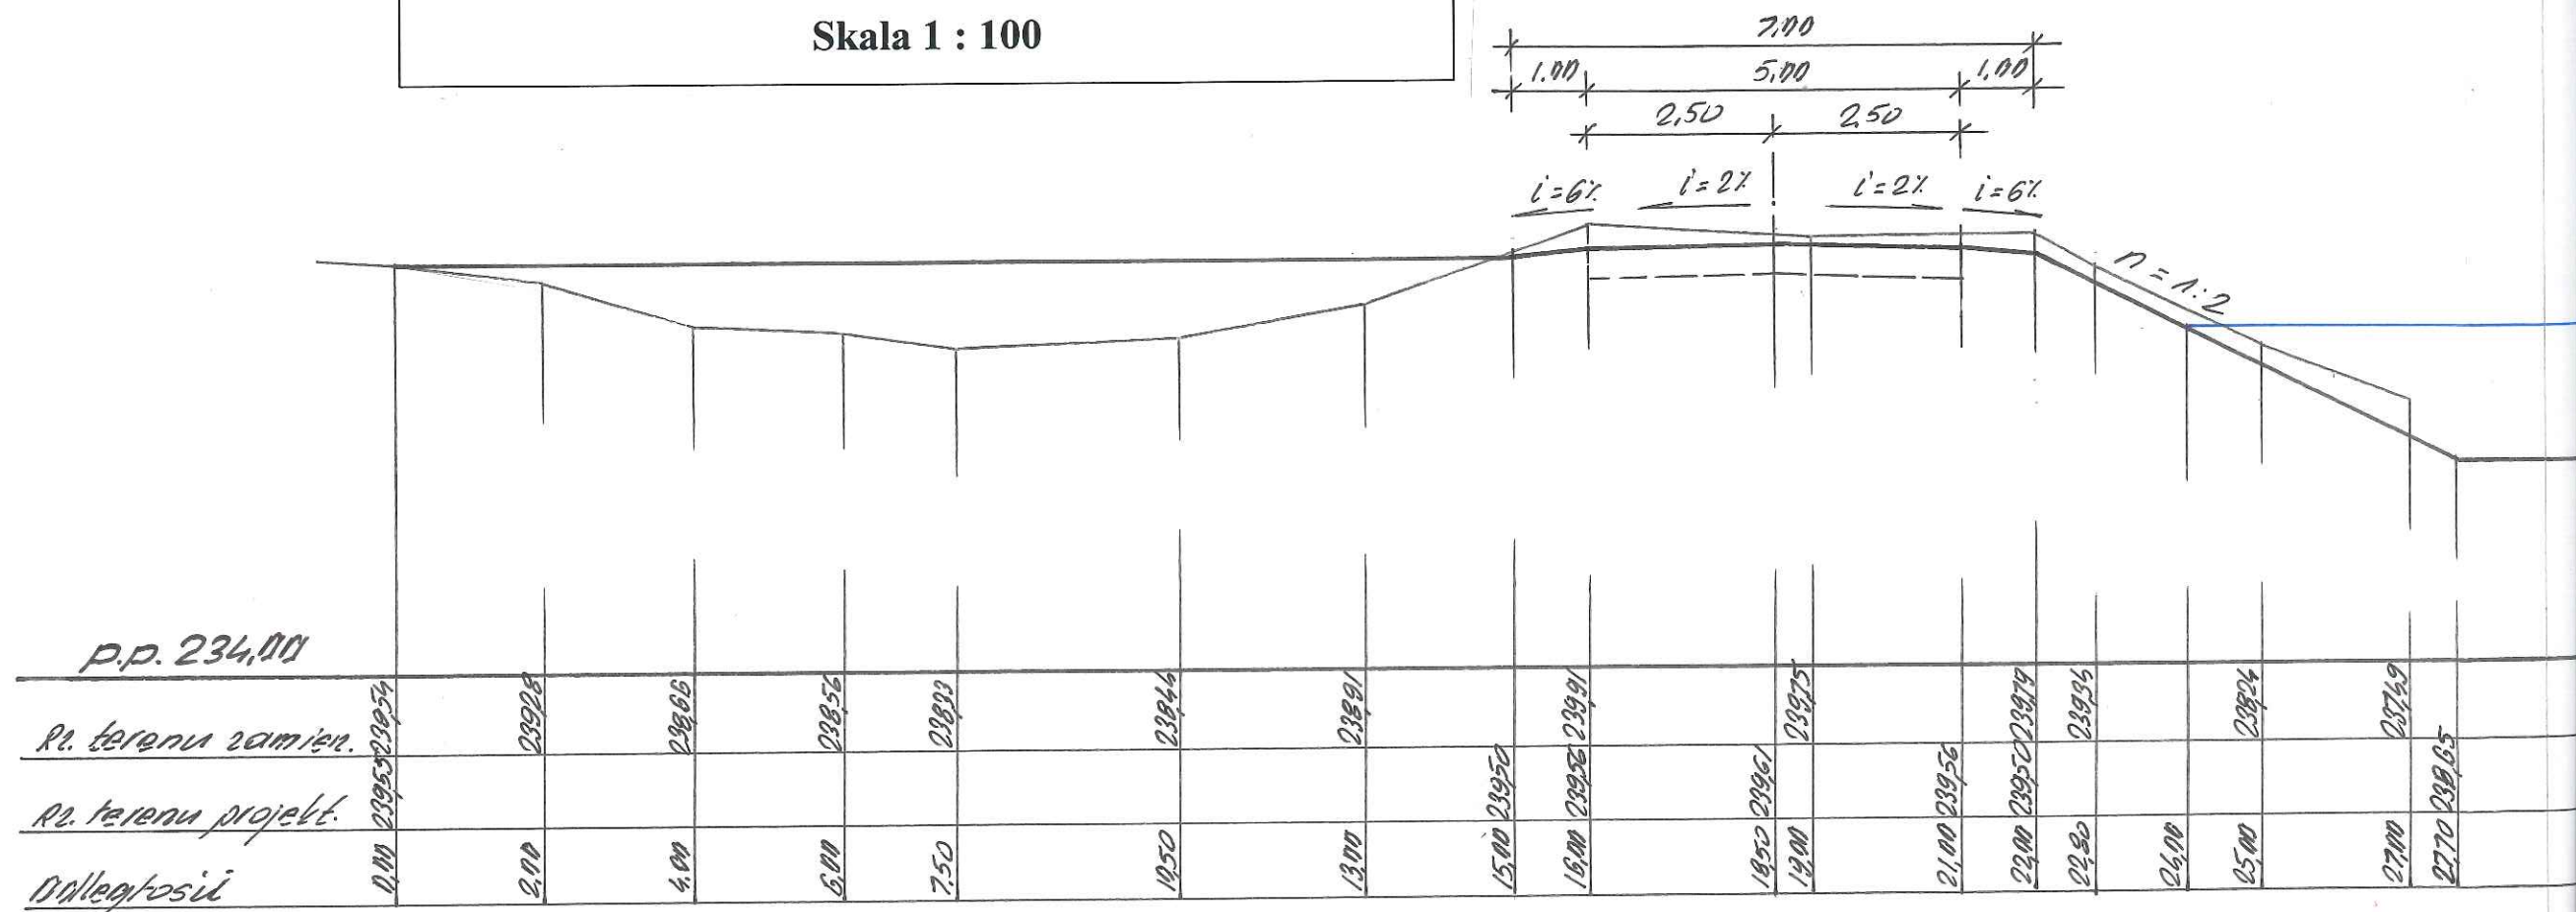 Skala 1 : 100
7,00
1.00 5,00 1,00
2,50 2,50
i=6% i=2% i=2% i=6%
n=1:2
p.p. 234,00
Rz. terenu zamien. 239,54 239,28 238,66 238,56 238,33 238,44 238,91 239,91 239,75 239,79 239,34 238,24 237,49
Rz. terenu projekt. 239,53 239,50 239,56 239,61 239,56 239,50 238,65
Odległości 0,00 2,00 4,00 6,00 7.50 10,50 13,00 15,00 16,00 18,50 19,00 21,00 22,00 22,80 24,00 25,00 27,00 27,70